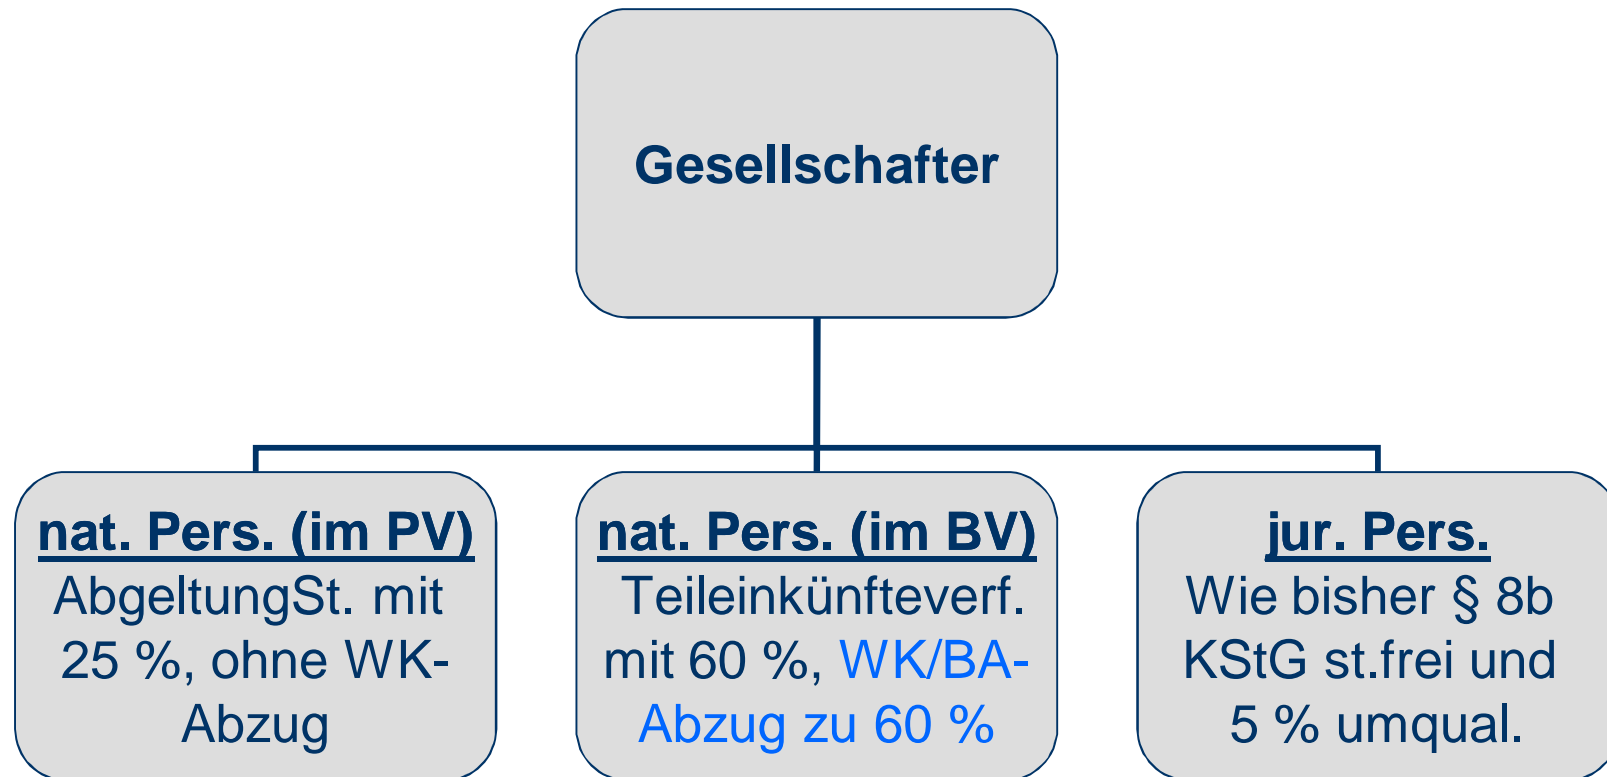 Gesellschafter
nat. Pers. (im PV)
AbgeltungSt. mit
25 %, ohne WK-
Abzug
nat. Pers. (im BV)
Teileinkünfteverf.
mit 60 %, WK/BA-
Abzug zu 60 %
jur. Pers.
Wie bisher § 8b
KStG st.frei und
5 % umqual.